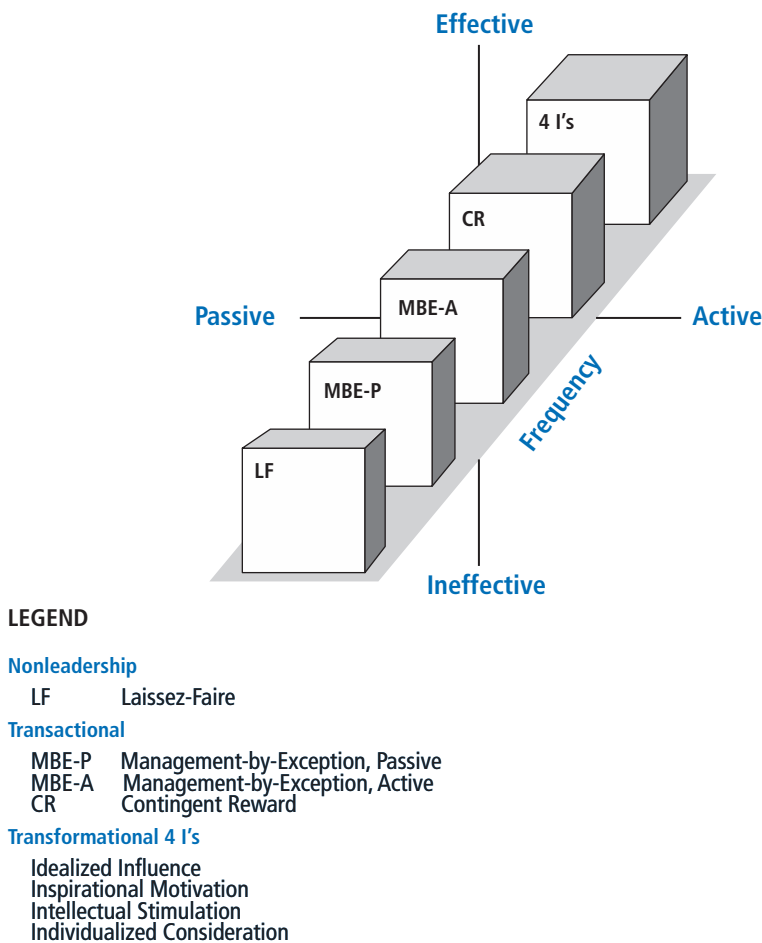 Effective
4 I's
CR
MBE-A
Passive
Active
MBE-P
Frequency
LF
Ineffective
LEGEND
Nonleadership
LF Laissez-Faire
Transactional
MBE-P Management-by-Exception, Passive
MBE-A Management-by-Exception, Active
CR Contingent Reward
Transformational 4 I's
Idealized Influence
Inspirational Motivation
Intellectual Stimulation
Individualized Consideration